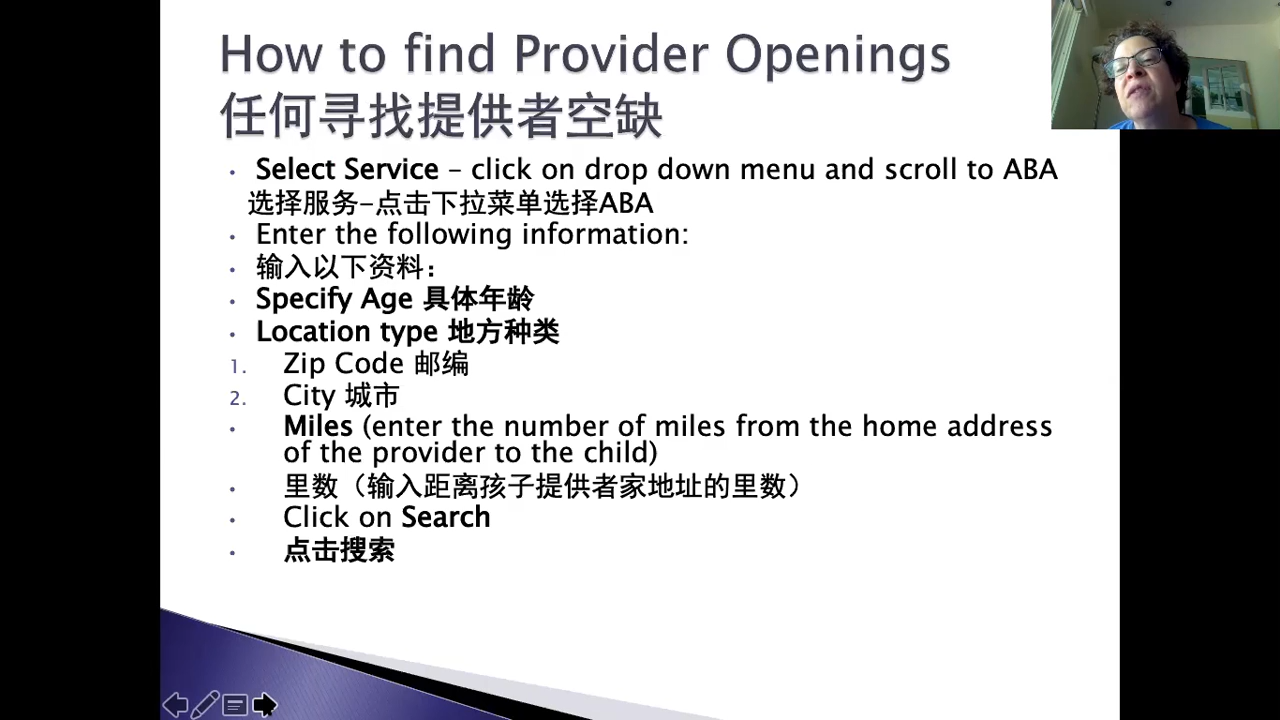 How to find Provider Openings
任何寻找提供者空缺
• Select Service – click on drop down menu and scroll to ABA
选择服务-点击下拉菜单选择ABA
• Enter the following information:
• 输入以下资料：
• Specify Age 具体年龄
• Location type 地方种类
1. Zip Code 邮编
2. City 城市
• Miles (enter the number of miles from the home address
of the provider to the child)
• 里数（输入距离孩子提供者家地址的里数）
• Click on Search
• 点击搜索